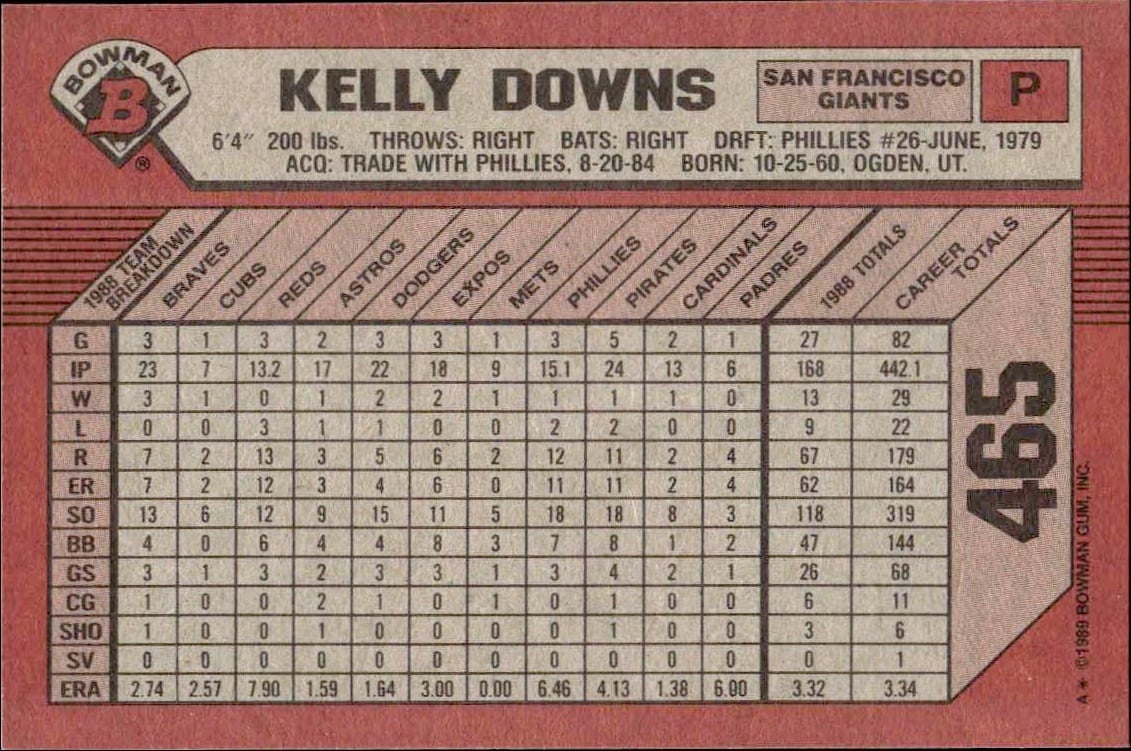 BOWMAN
B
®
KELLY DOWNS
SAN FRANCISCO
GIANTS
P
6'4" 200 lbs. THROWS: RIGHT BATS: RIGHT DRFT: PHILLIES #26-JUNE, 1979
ACQ: TRADE WITH PHILLIES, 8-20-84 BORN: 10-25-60, OGDEN, UT.
1988 TEAM BREAKDOWN BRAVES CUBS REDS ASTROS DODGERS EXPOS METS PHILLIES PIRATES CARDINALS PADRES 1988 TOTALS CAREER TOTALS
G 3 1 3 2 3 3 1 3 5 2 1 27 82
IP 23 7 13.2 17 22 18 9 15.1 24 13 6 168 442.1
W 3 1 0 1 2 2 1 1 1 1 0 13 29
L 0 0 3 1 1 0 0 2 2 0 0 9 22
R 7 2 13 3 5 6 2 12 11 2 4 67 179
ER 7 2 12 3 4 6 0 11 11 2 4 62 164
SO 13 6 12 9 15 11 5 18 18 8 3 118 319
BB 4 0 6 4 4 8 3 7 8 1 2 47 144
GS 3 1 3 2 3 3 1 3 4 2 1 26 68
CG 1 0 0 2 1 0 1 0 1 0 0 6 11
SHO 1 0 0 1 0 0 0 0 1 0 0 3 6
SV 0 0 0 0 0 0 0 0 0 0 0 0 1
ERA 2.74 2.57 7.90 1.59 1.64 3.00 0.00 6.46 4.13 1.38 6.00 3.32 3.34
465
A * ©1989 BOWMAN GUM, INC.